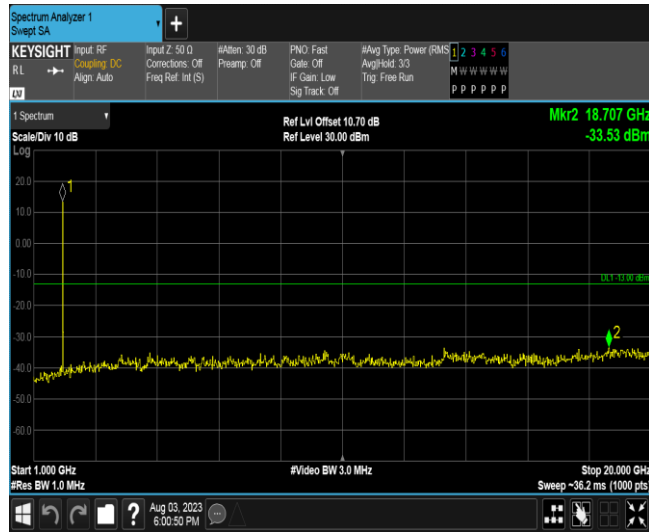 Spectrum Analyzer 1
Swept SA
+
KEYSIGHT
RL
LXI
Input: RF
Coupling: DC
Align: Auto
Input Z: 50 Ω
Corrections: Off
Freq Ref: Int (S)
#Atten: 30 dB
Preamp: Off
PNO: Fast
Gate: Off
IF Gain: Low
Sig Track: Off
#Avg Type: Power (RMS
Avg|Hold: 3/3
Trig: Free Run
1 2 3 4 5 6
M W W W W W
P P P P P P
1 Spectrum
Scale/Div 10 dB
Log
Ref Lvl Offset 10.70 dB
Ref Level 30.00 dBm
Mkr2 18.707 GHz
-33.53 dBm
20.0
10.0
0.00
-10.0
-20.0
-30.0
-40.0
-50.0
-60.0
1
DL1 -13.00 dBm
2
Start 1.000 GHz
#Res BW 1.0 MHz
#Video BW 3.0 MHz
Stop 20.000 GHz
Sweep ~36.2 ms (1000 pts)
?
Aug 03, 2023
6:00:50 PM